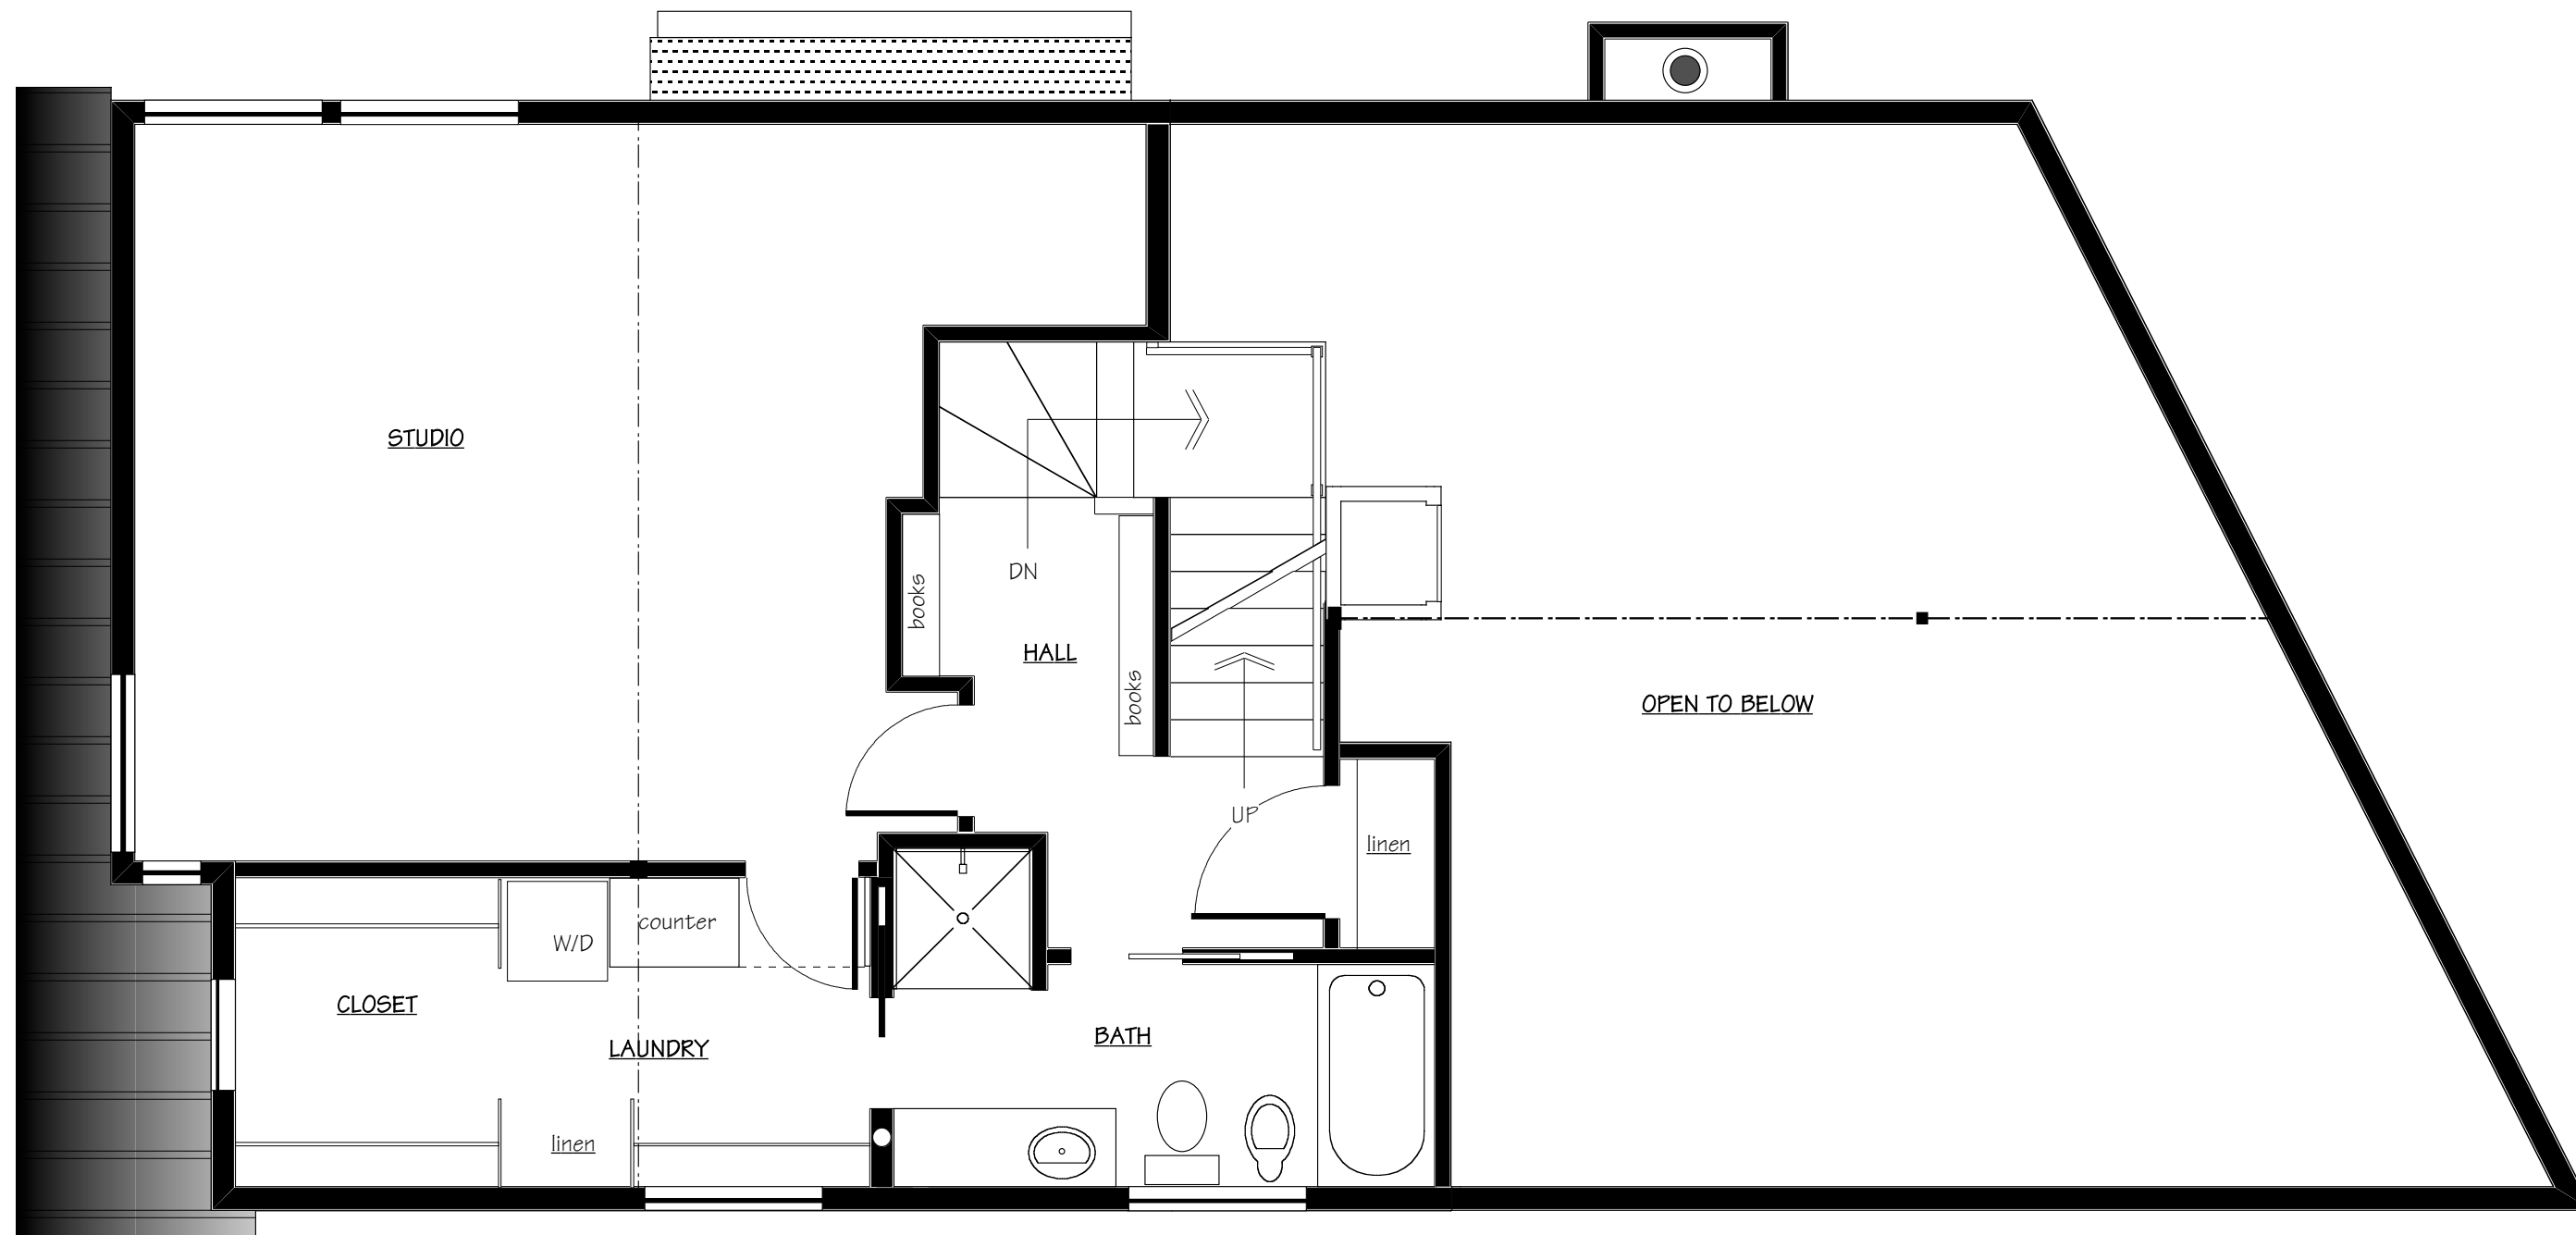 STUDIO
DN
books
HALL
books
OPEN TO BELOW
UP
linen
counter
W/D
CLOSET
LAUNDRY
BATH
linen